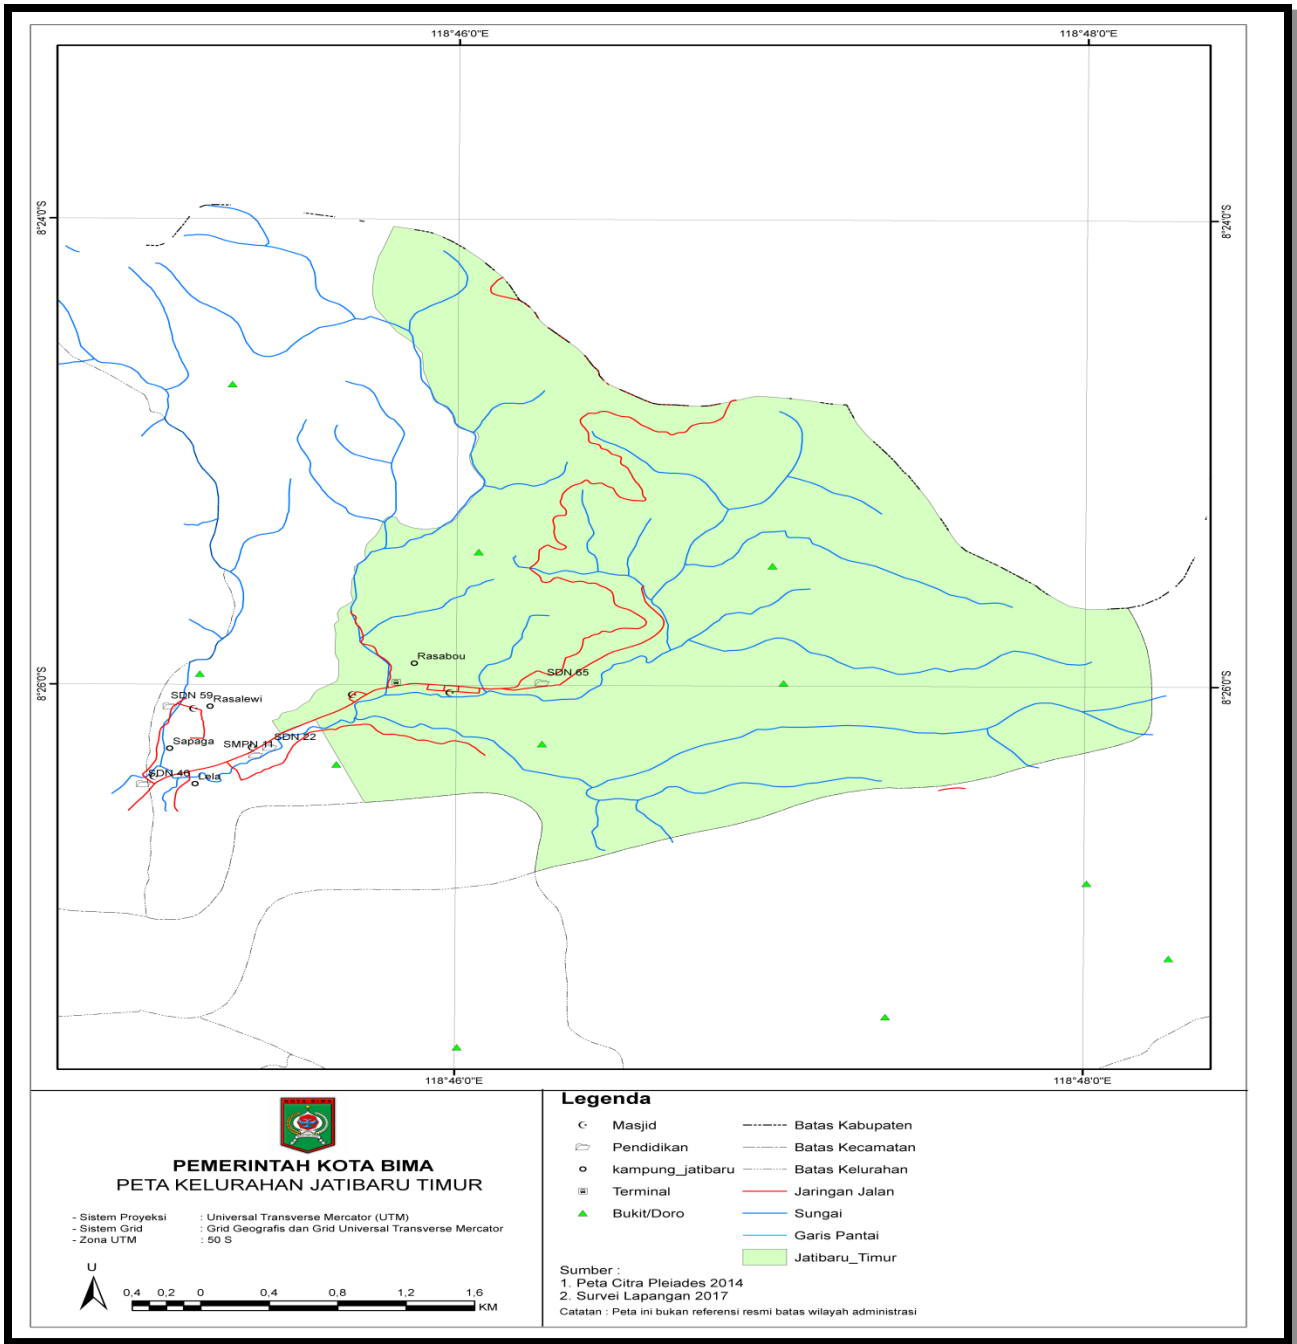 118°46'0"E
118°48'0"E
8°24'0"S
8°24'0"S
Rasabou
SDN 65
8°26'0"S
8°26'0"S
SDN 59
Rasalewi
SDN 22
Sapaga
SMPN 11
SDN 46
Lela
118°46'0"E
118°48'0"E
KOTA BIMA
PEMERINTAH KOTA BIMA
PETA KELURAHAN JATIBARU TIMUR
- Sistem Proyeksi : Universal Transverse Mercator (UTM)
- Sistem Grid : Grid Geografis dan Grid Universal Transverse Mercator
- Zona UTM : 50 S
U
0,4 0,2 0 0,4 0,8 1,2 1,6
KM
Legenda
Masjid
Pendidikan
kampung_jatibaru
Terminal
Bukit/Doro
Batas Kabupaten
Batas Kecamatan
Batas Kelurahan
Jaringan Jalan
Sungai
Garis Pantai
Jatibaru_Timur
Sumber :
1. Peta Citra Pleiades 2014
2. Survei Lapangan 2017
Catatan : Peta ini bukan referensi resmi batas wilayah administrasi